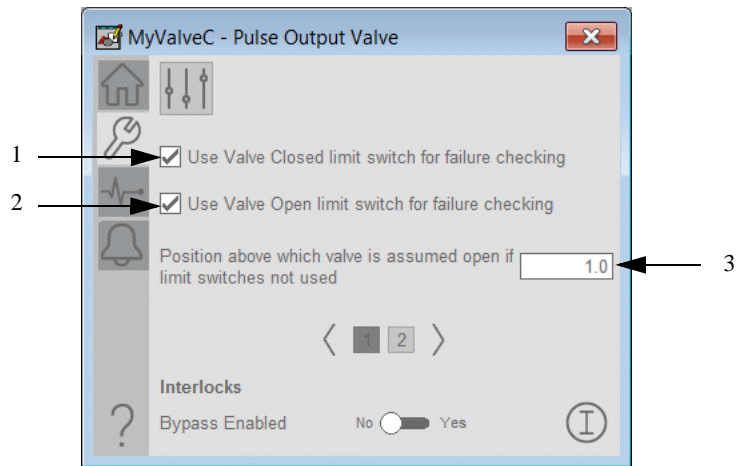 MyValveC - Pulse Output Valve
1
Use Valve Closed limit switch for failure checking
2
Use Valve Open limit switch for failure checking
Position above which valve is assumed open if
limit switches not used
1.0
3
1 2
Interlocks
Bypass Enabled No Yes
? I